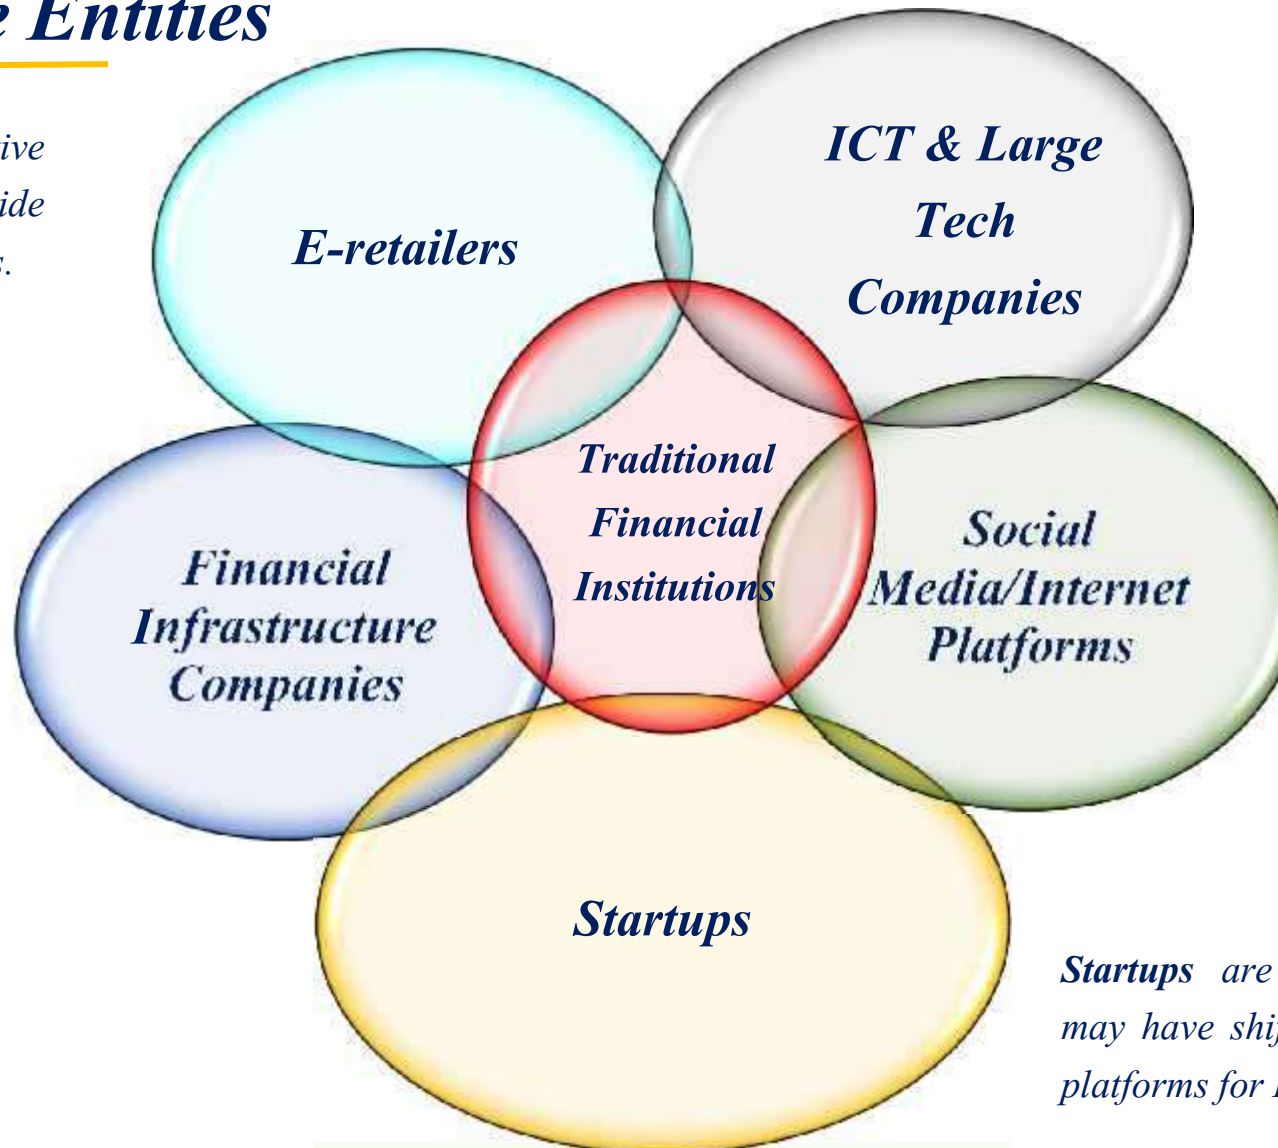 Entities
E-retailers
ICT & Large
Tech
Companies
Traditional
Financial
Institutions
Financial
Infrastructure
Companies
Social
Media/Internet
Platforms
Startups
Startups are
may have
platforms for